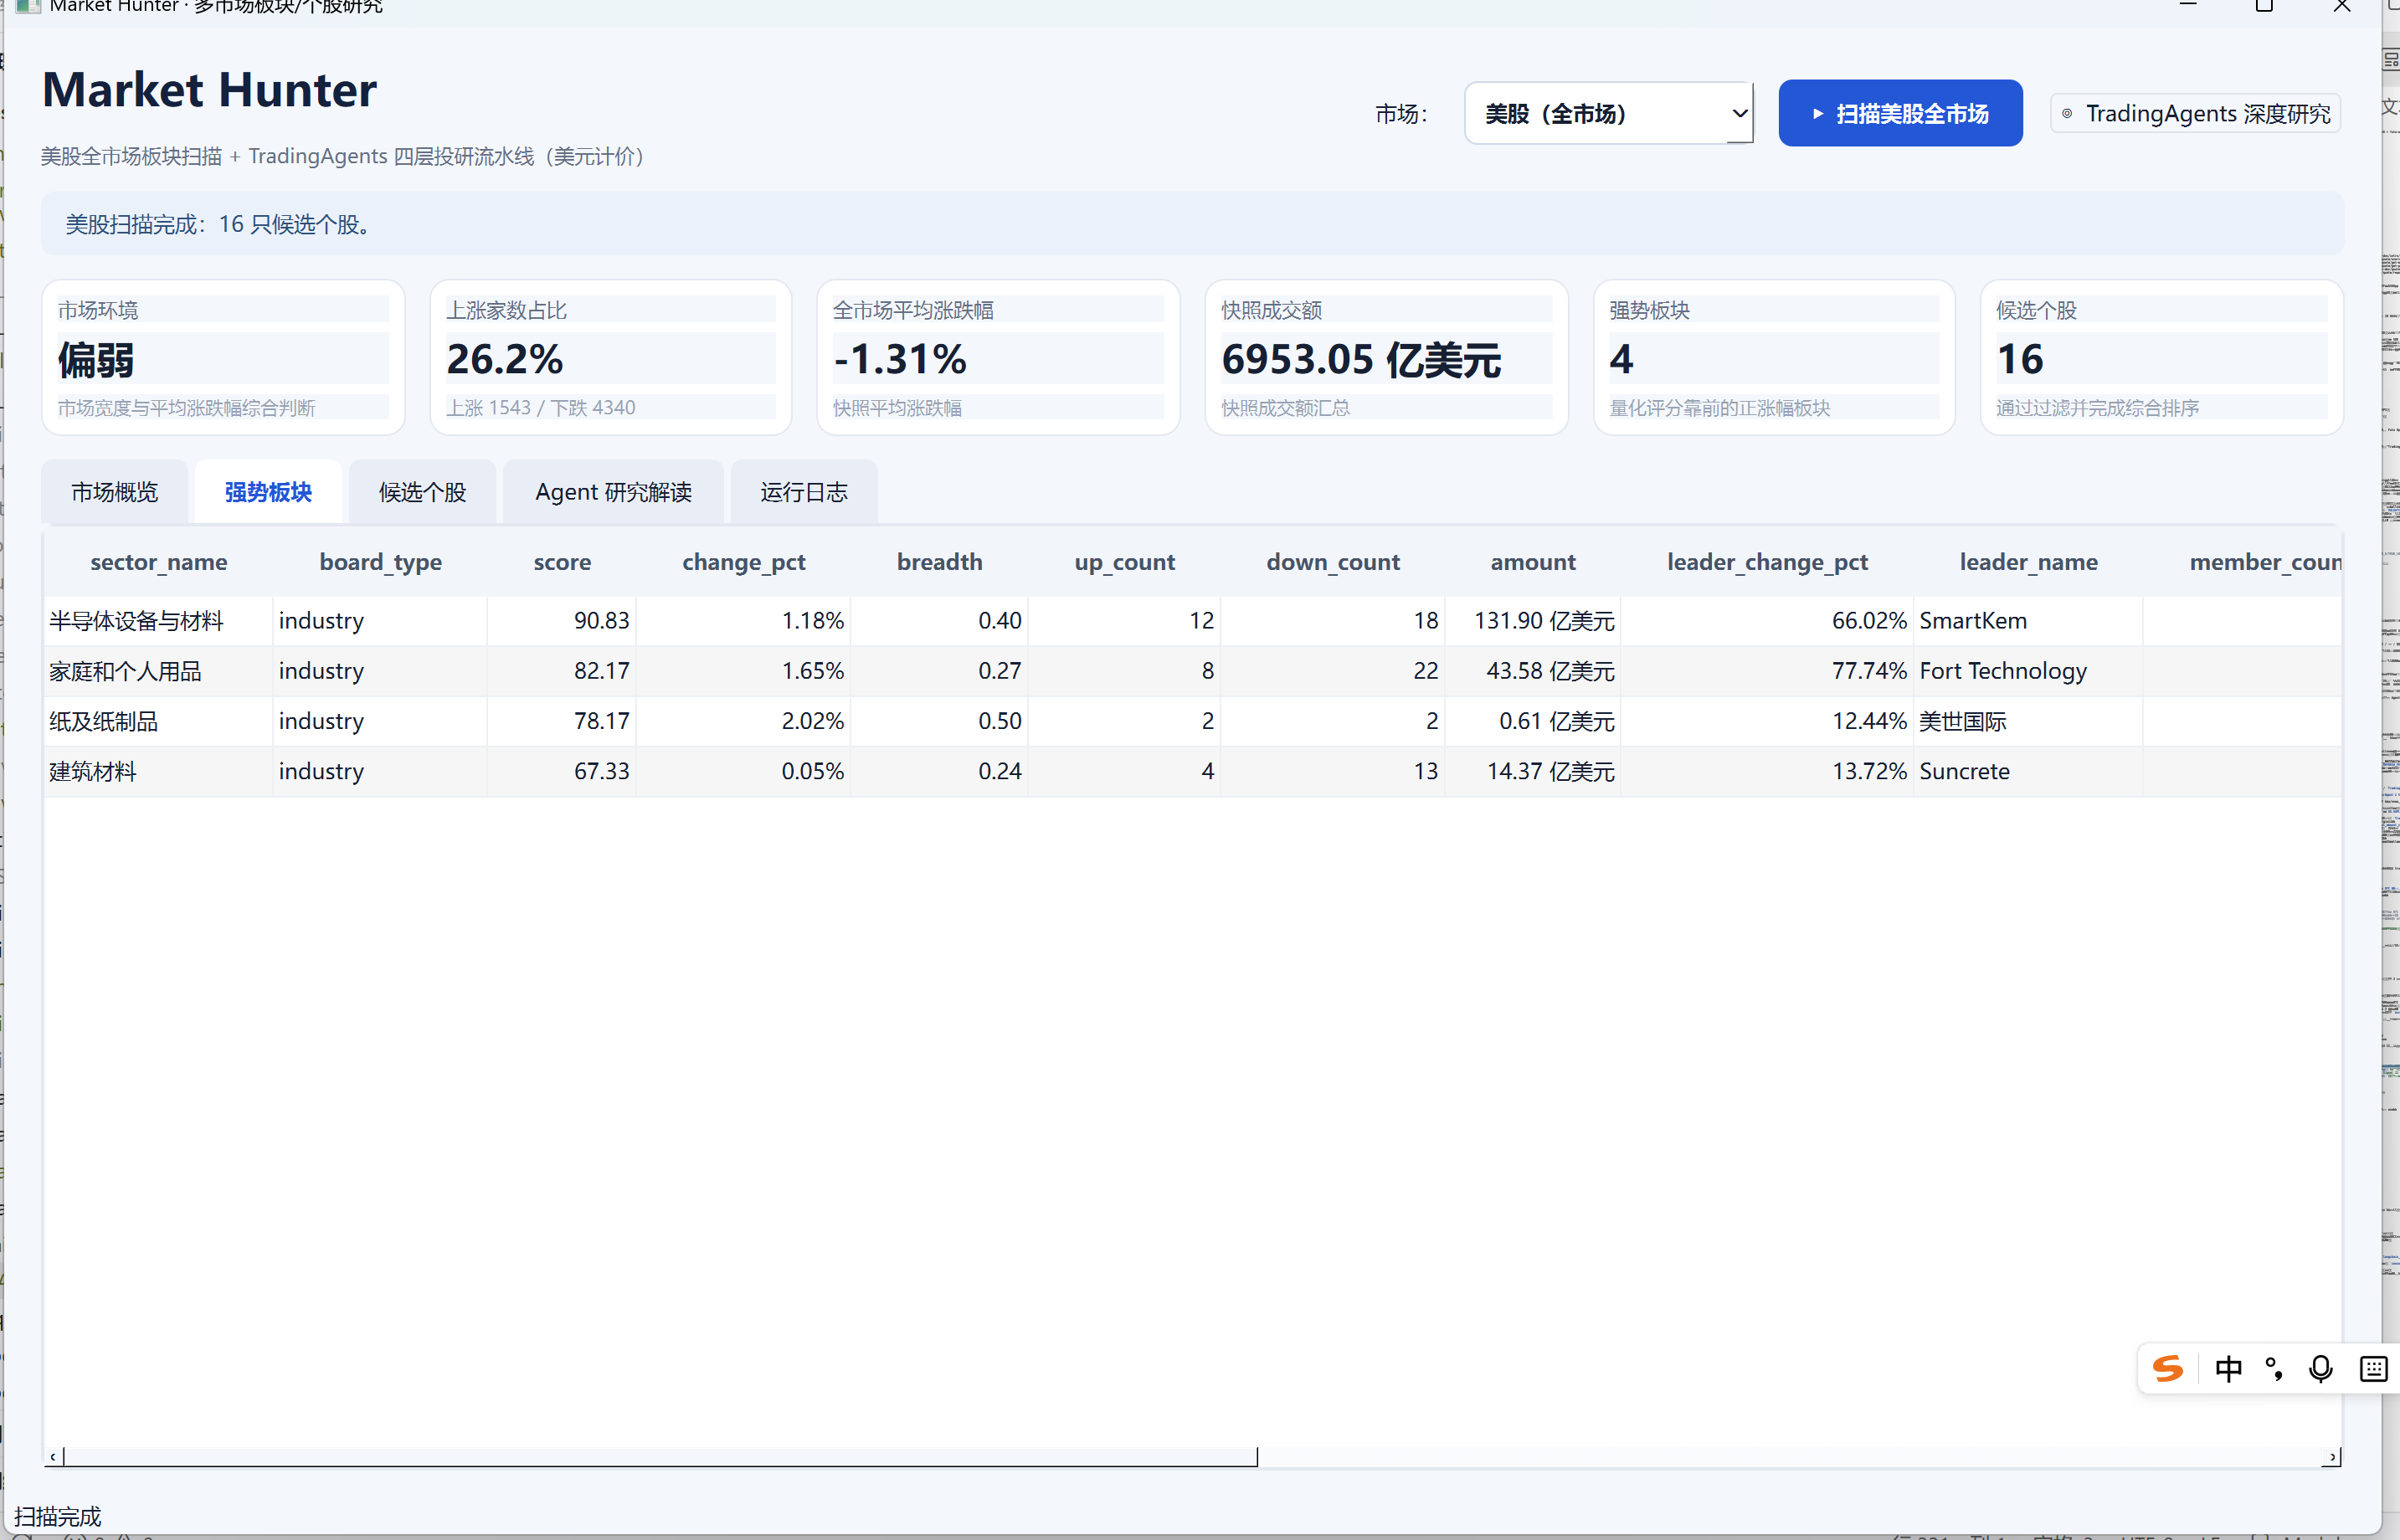 Market Hunter · 多市场板块/个股研究
Market Hunter
美股全市场板块扫描 + TradingAgents 四层投研流水线（美元计价）
市场：
美股（全市场）
扫描美股全市场
TradingAgents 深度研究
美股扫描完成：16 只候选个股。
市场环境
偏弱
市场宽度与平均涨跌幅综合判断
上涨家数占比
26.2%
上涨 1543 / 下跌 4340
全市场平均涨跌幅
-1.31%
快照平均涨跌幅
快照成交额
6953.05 亿美元
快照成交额汇总
强势板块
4
量化评分靠前的正涨幅板块
候选个股
16
通过过滤并完成综合排序
市场概览 强势板块 候选个股 Agent 研究解读 运行日志
sector_name board_type score change_pct breadth up_count down_count amount leader_change_pct leader_name member_coun
半导体设备与材料 industry 90.83 1.18% 0.40 12 18 131.90 亿美元 66.02% SmartKem
家庭和个人用品 industry 82.17 1.65% 0.27 8 22 43.58 亿美元 77.74% Fort Technology
纸及纸制品 industry 78.17 2.02% 0.50 2 2 0.61 亿美元 12.44% 美世国际
建筑材料 industry 67.33 0.05% 0.24 4 13 14.37 亿美元 13.72% Suncrete
中
扫描完成